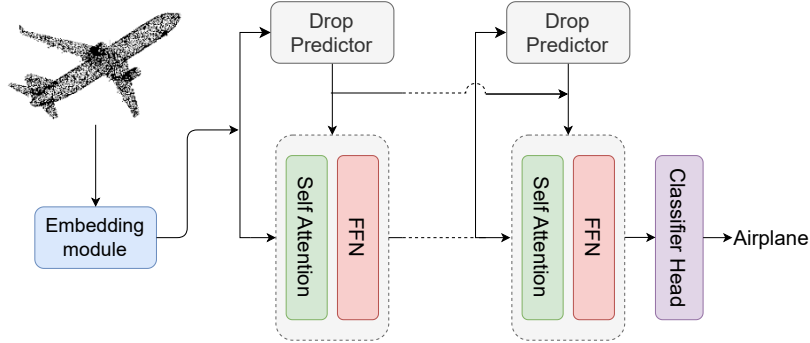 Drop
Predictor
Drop
Predictor
Embedding
module
Self Attention
FFN
Self Attention
FFN
Classifier Head
Airplane